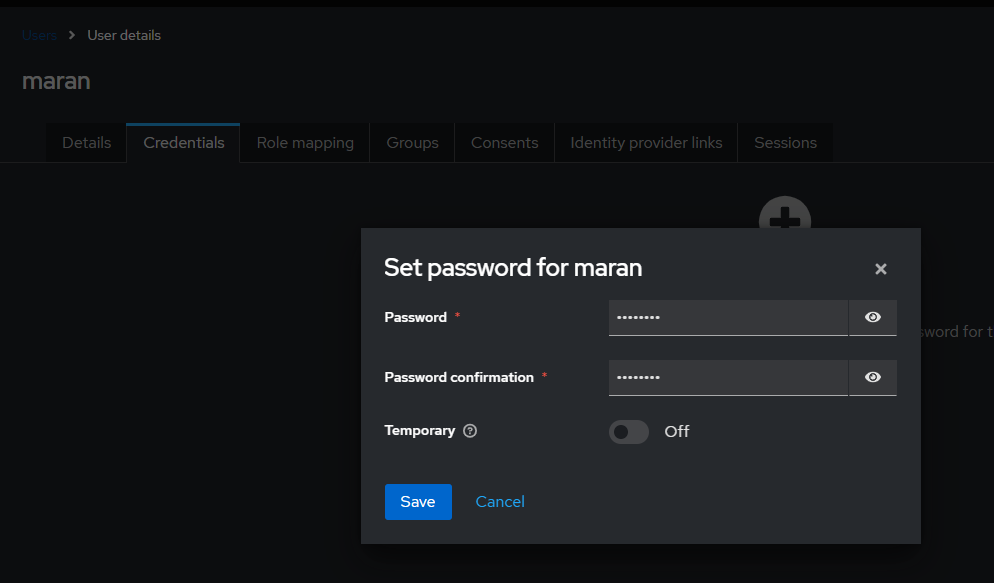 Users > User details
maran
Details Credentials Role mapping Groups Consents Identity provider links Sessions
Set password for maran
Password *
••••••••
sword for t
Password confirmation *
••••••••
Temporary
Off
Save Cancel